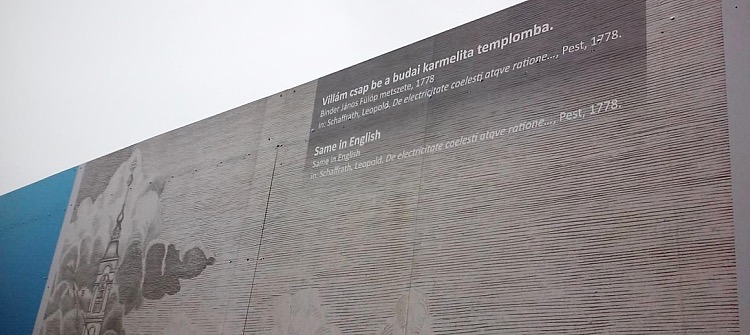 Villám csap be a budai karmelita templomba.
Binder János Fülöp metszete, 1778
in: Schaffrath, Leopold. De electricitate coelesti atqve ratione..., Pest, 1778.
Same in English
Same in English
in: Schaffrath, Leopold. De electricitate coelesti atqve ratione..., Pest, 1778.